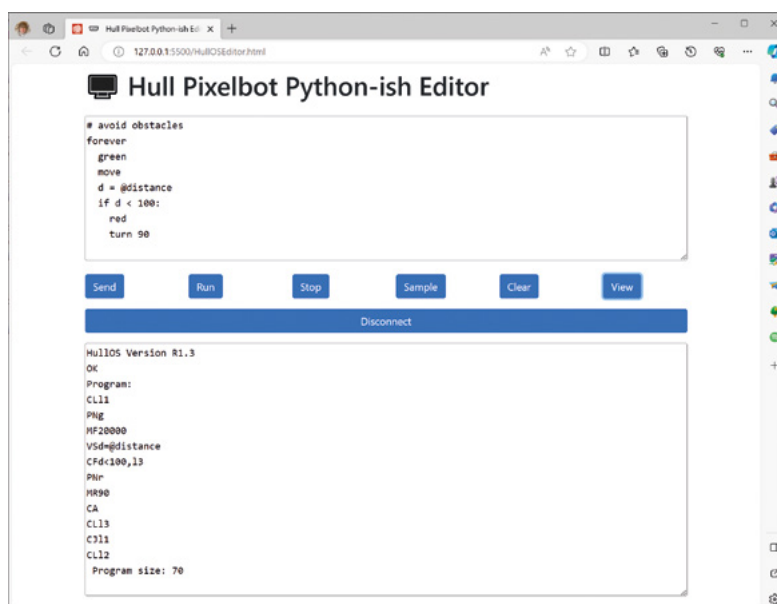 Hull Pixelbot Python-ish Edi
127.0.0.1:5500/HullOSEditor.html
Hull Pixelbot Python-ish Editor
# avoid obstacles
forever
  green
  move
  d = @distance
  if d < 100:
    red
    turn 90
Send Run Stop Sample Clear View
Disconnect
HullOS Version R1.3
OK
Program:
CLl1
PNg
MF20000
VSd=@distance
CFd<100,l3
PNr
MR90
CA
CLl3
CJl1
CLl2
 Program size: 70